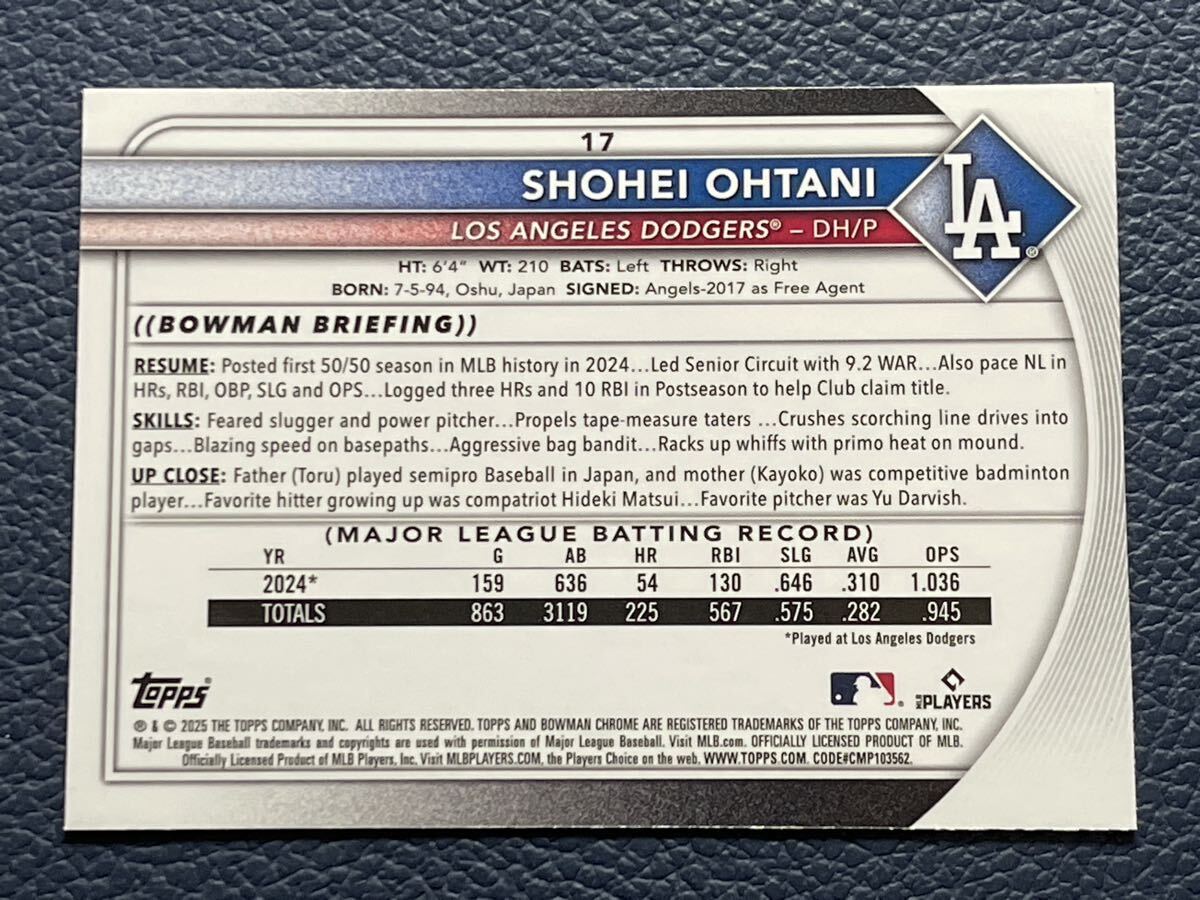 17
SHOHEI OHTANI
LOS ANGELES DODGERS® – DH/P
LA ®
HT: 6'4" WT: 210 BATS: Left THROWS: Right
BORN: 7-5-94, Oshu, Japan SIGNED: Angels-2017 as Free Agent
((BOWMAN BRIEFING))
RESUME: Posted first 50/50 season in MLB history in 2024...Led Senior Circuit with 9.2 WAR...Also pace NL in
HRs, RBI, OBP, SLG and OPS...Logged three HRs and 10 RBI in Postseason to help Club claim title.
SKILLS: Feared slugger and power pitcher...Propels tape-measure taters ...Crushes scorching line drives into
gaps...Blazing speed on basepaths...Aggressive bag bandit...Racks up whiffs with primo heat on mound.
UP CLOSE: Father (Toru) played semipro Baseball in Japan, and mother (Kayoko) was competitive badminton
player...Favorite hitter growing up was compatriot Hideki Matsui...Favorite pitcher was Yu Darvish.
(MAJOR LEAGUE BATTING RECORD)
YR G AB HR RBI SLG AVG OPS
2024* 159 636 54 130 .646 .310 1.036
TOTALS 863 3119 225 567 .575 .282 .945
*Played at Los Angeles Dodgers
Topps®
MLB PLAYERS
® & © 2025 THE TOPPS COMPANY, INC. ALL RIGHTS RESERVED. TOPPS AND BOWMAN CHROME ARE REGISTERED TRADEMARKS OF THE TOPPS COMPANY, INC.
Major League Baseball trademarks and copyrights are used with permission of Major League Baseball. Visit MLB.com. OFFICIALLY LICENSED PRODUCT OF MLB.
Officially Licensed Product of MLB Players, Inc. Visit MLBPLAYERS.COM, the Players Choice on the web. WWW.TOPPS.COM. CODE#CMP103562.